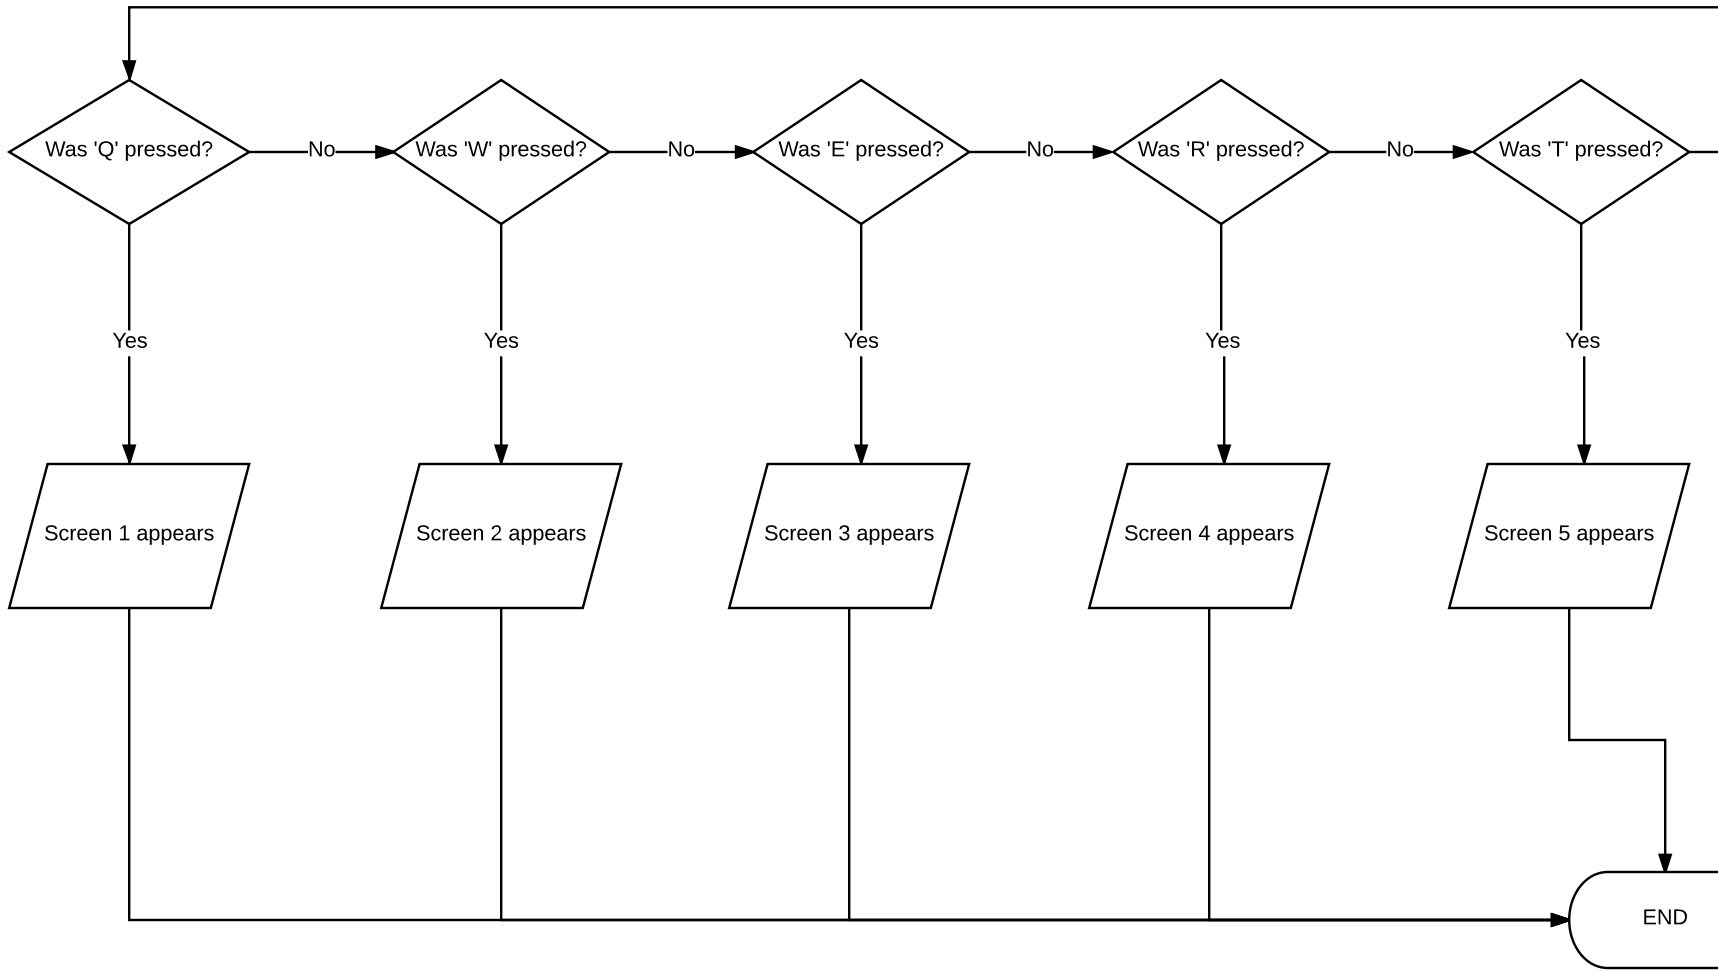 Was 'Q' pressed?
No
Was 'W' pressed?
No
Was 'E' pressed?
No
Was 'R' pressed?
No
Was 'T' pressed?
Yes
Yes
Yes
Yes
Yes
Screen 1 appears
Screen 2 appears
Screen 3 appears
Screen 4 appears
Screen 5 appears
END